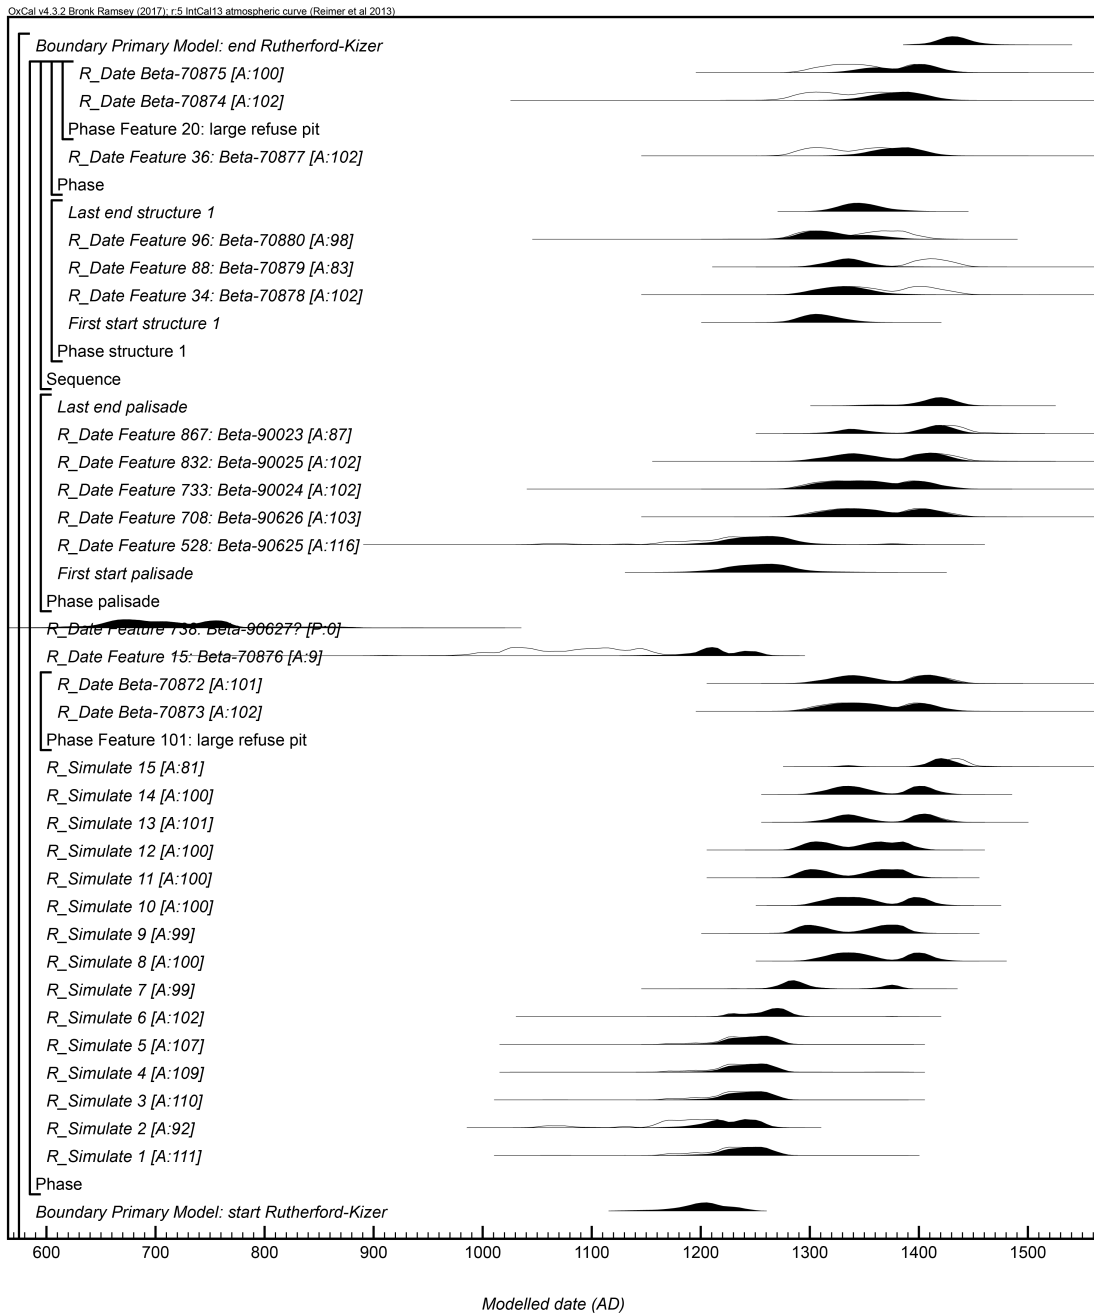 OxCal v4.3.2 Bronk Ramsey (2017); r:5 IntCal13 atmospheric curve (Reimer et al 2013)
Boundary Primary Model: end Rutherford-Kizer
R_Date Beta-70875 [A:100]
R_Date Beta-70874 [A:102]
Phase Feature 20: large refuse pit
R_Date Feature 36: Beta-70877 [A:102]
Phase
Last end structure 1
R_Date Feature 96: Beta-70880 [A:98]
R_Date Feature 88: Beta-70879 [A:83]
R_Date Feature 34: Beta-70878 [A:102]
First start structure 1
Phase structure 1
Sequence
Last end palisade
R_Date Feature 867: Beta-90023 [A:87]
R_Date Feature 832: Beta-90025 [A:102]
R_Date Feature 733: Beta-90024 [A:102]
R_Date Feature 708: Beta-90626 [A:103]
R_Date Feature 528: Beta-90625 [A:116]
First start palisade
Phase palisade
R_Date Feature 738: Beta-90627? [P:0]
R_Date Feature 15: Beta-70876 [A:9]
R_Date Beta-70872 [A:101]
R_Date Beta-70873 [A:102]
Phase Feature 101: large refuse pit
R_Simulate 15 [A:81]
R_Simulate 14 [A:100]
R_Simulate 13 [A:101]
R_Simulate 12 [A:100]
R_Simulate 11 [A:100]
R_Simulate 10 [A:100]
R_Simulate 9 [A:99]
R_Simulate 8 [A:100]
R_Simulate 7 [A:99]
R_Simulate 6 [A:102]
R_Simulate 5 [A:107]
R_Simulate 4 [A:109]
R_Simulate 3 [A:110]
R_Simulate 2 [A:92]
R_Simulate 1 [A:111]
Phase
Boundary Primary Model: start Rutherford-Kizer
600 700 800 900 1000 1100 1200 1300 1400 1500
Modelled date (AD)